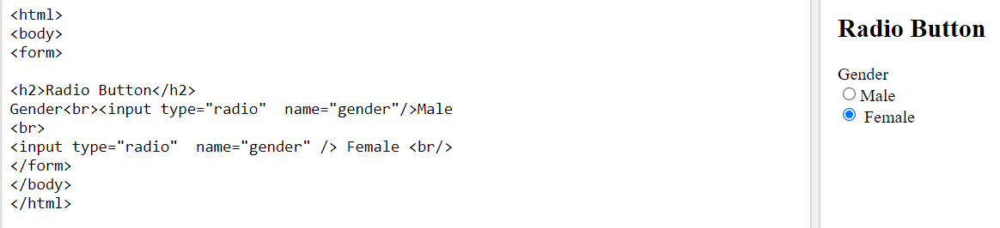 <html>
<body>
<form>
<h2>Radio Button</h2>
Gender<br><input type="radio"  name="gender"/>Male
<br>
<input type="radio"  name="gender" /> Female <br/>
</form>
</body>
</html>
Radio Button
Gender
Male
Female